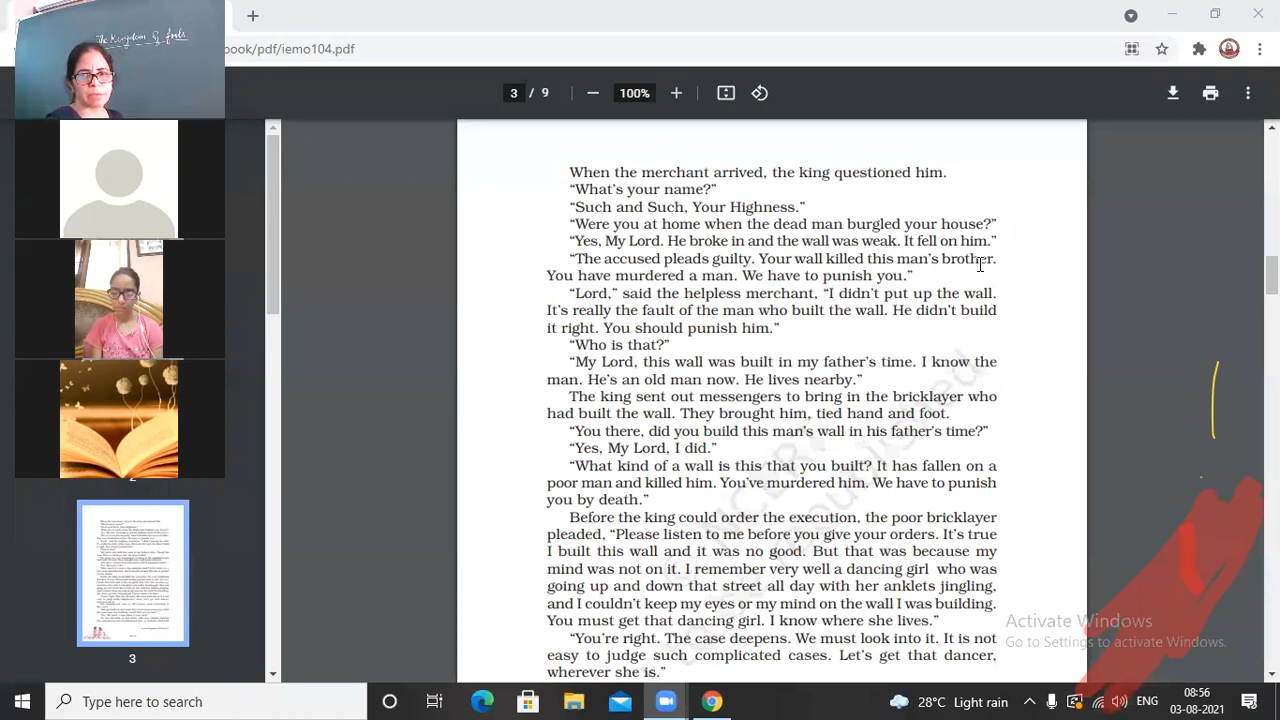 The Kingdom of fools
book/pdf/iemo104.pdf
3 / 9
100%
When the merchant arrived, the king questioned him.
“What’s your name?”
“Such and Such, Your Highness.”
“Were you at home when the dead man burgled your house?”
“Yes, My Lord. He broke in and the wall was weak. It fell on him.”
“The accused pleads guilty. Your wall killed this man’s brother.
You have murdered a man. We have to punish you.”
“Lord,” said the helpless merchant, “I didn’t put up the wall.
It’s really the fault of the man who built the wall. He didn’t build
it right. You should punish him.”
“Who is that?”
“My Lord, this wall was built in my father’s time. I know the
man. He’s an old man now. He lives nearby.”
The king sent out messengers to bring in the bricklayer who
had built the wall. They brought him, tied hand and foot.
“You there, did you build this man’s wall in his father’s time?”
“Yes, My Lord, I did.”
“What kind of a wall is this that you built? It has fallen on a
poor man and killed him. You’ve murdered him. We have to punish
you by death.”
Before the king could order the execution, the poor bricklayer
pleaded, “Please listen to me before you give your orders. It’s true
I built this wall and it was no good. But that was because my
mind was not on it. I remember very well a dancing girl who was
going up and down that street all day with her anklets jingling,
and I couldn’t keep my eyes or my mind on the wall I was building.
You must get that dancing girl. I know where she lives.”
“You’re right. The case deepens. We must look into it. It is not
easy to judge such complicated cases. Let’s get that dancer,
wherever she is.”
2
3
Activate Windows
Go to Settings to activate Windows.
Type here to search
28°C Light rain
ENG
08:56
03-08-2021